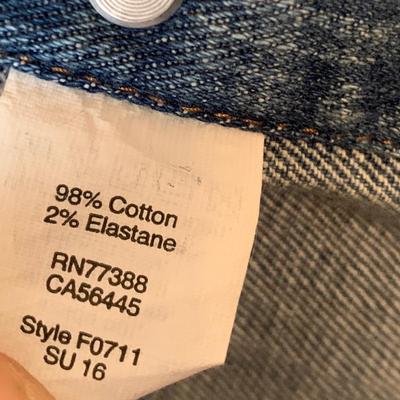 98% Cotton
2% Elastane
RN77388
CA56445
Style F0711
SU 16